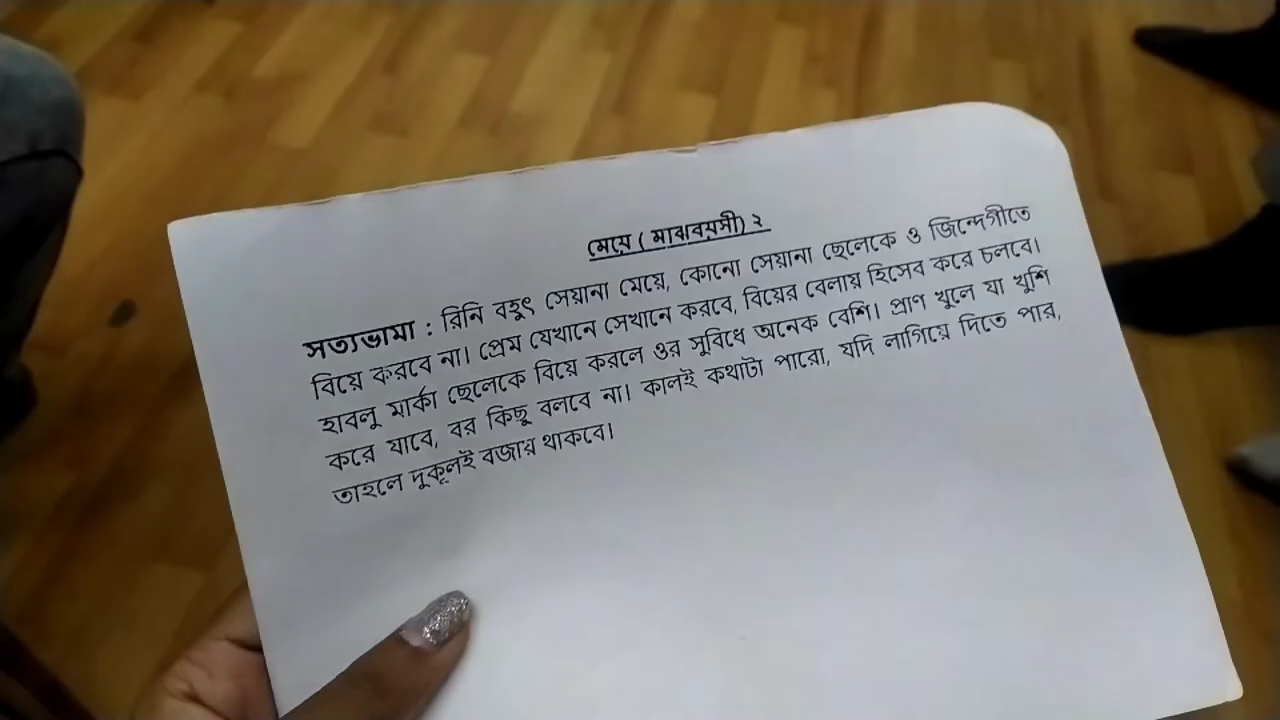 মেয়ে ( মাঝবয়সী) ২
সত্যভামা : রিনি বহুৎ সেয়ানা মেয়ে, কোনো সেয়ানা ছেলেকে ও জিন্দেগীতে
বিয়ে করবে না। প্রেম যেখানে সেখানে করবে, বিয়ের বেলায় হিসেব করে চলবে।
হাবলু মার্কা ছেলেকে বিয়ে করলে ওর সুবিধে অনেক বেশি। প্রাণ খুলে যা খুশি
করে যাবে, বর কিছু বলবে না। কালই কথাটা পারো, যদি লাগিয়ে দিতে পার,
তাহলে দুকূলই বজায় থাকবে।